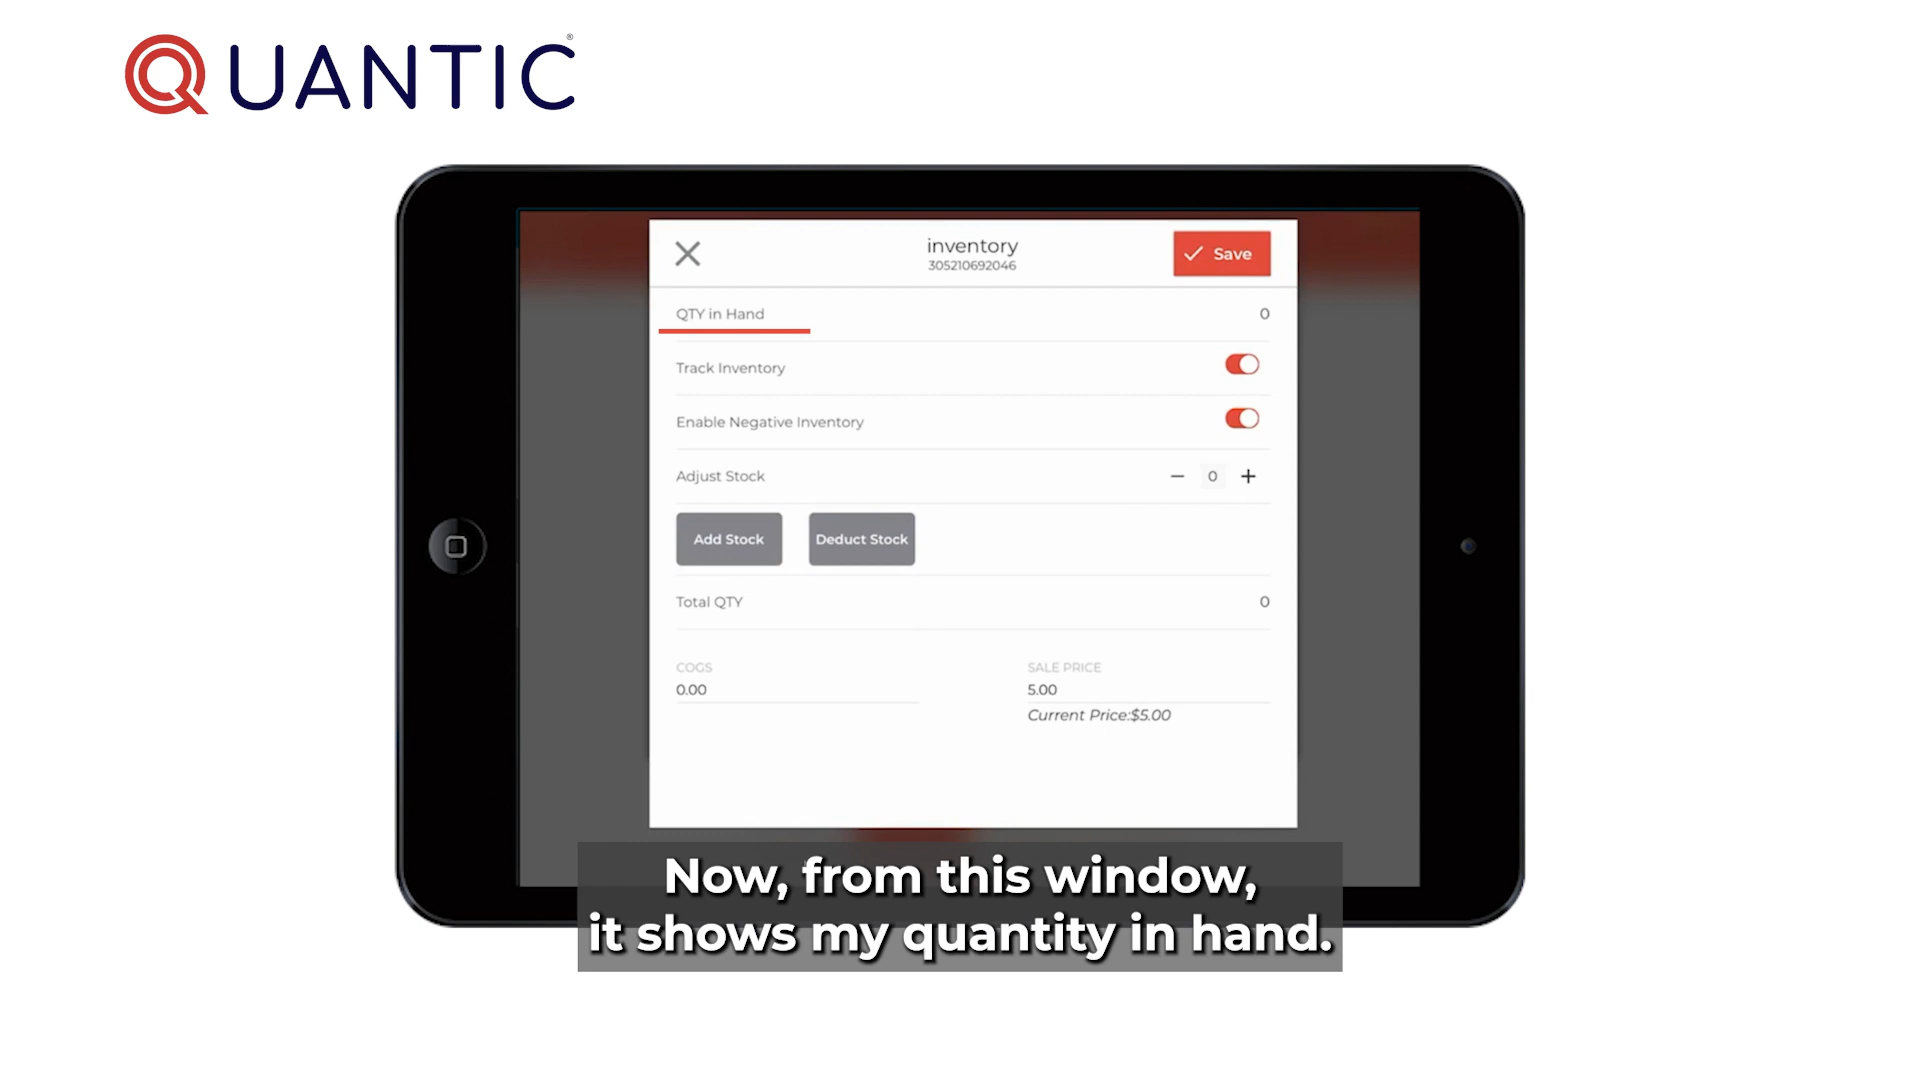 QUANTIC®
inventory
305210692046
Save
QTY in Hand 0
Track Inventory
Enable Negative Inventory
Adjust Stock − 0 +
Add Stock Deduct Stock
Total QTY 0
COGS SALE PRICE
0.00 5.00
Current Price:$5.00
Now, from this window,
it shows my quantity in hand.